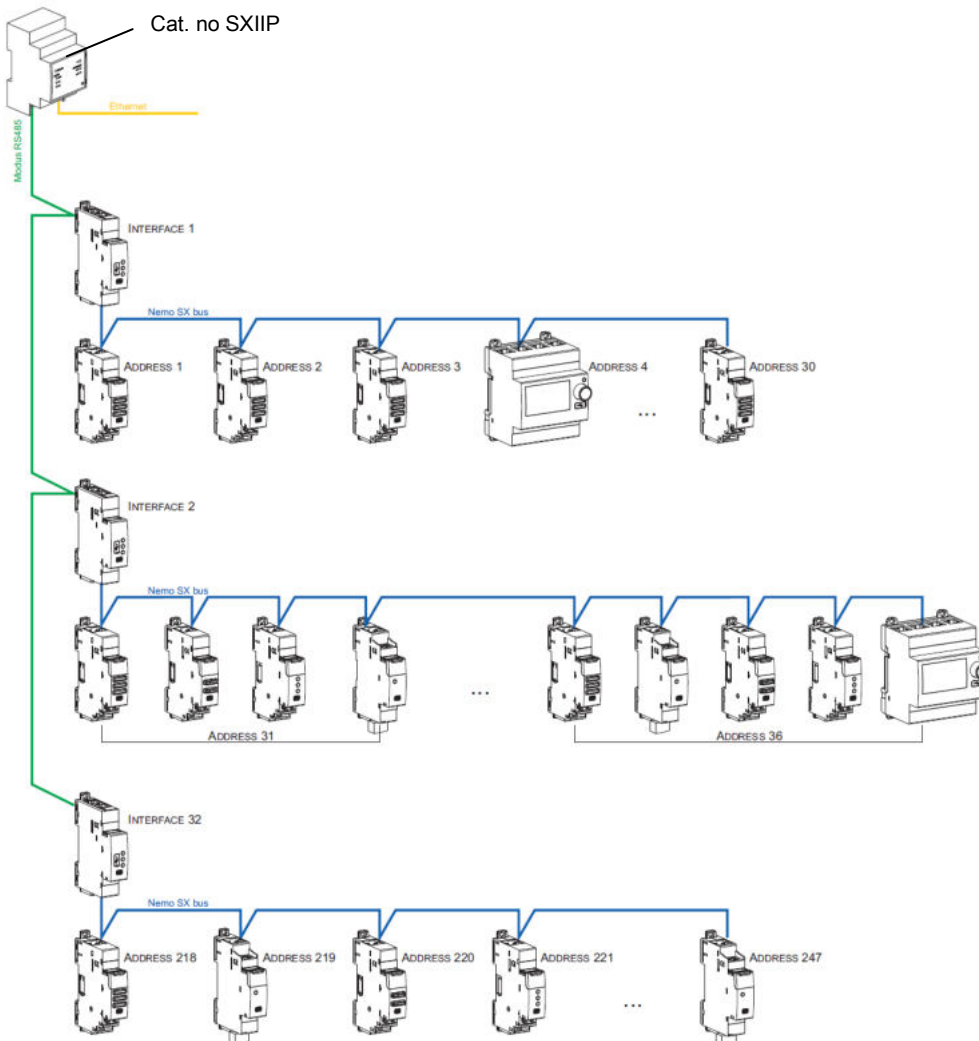 Cat. no SXIIP
Ethernet
Modus RS485
INTERFACE 1
Nemo SX bus
ADDRESS 1
ADDRESS 2
ADDRESS 3
ADDRESS 4
ADDRESS 30
...
INTERFACE 2
Nemo SX bus
...
ADDRESS 31
ADDRESS 36
INTERFACE 32
Nemo SX bus
ADDRESS 218
ADDRESS 219
ADDRESS 220
ADDRESS 221
ADDRESS 247
...